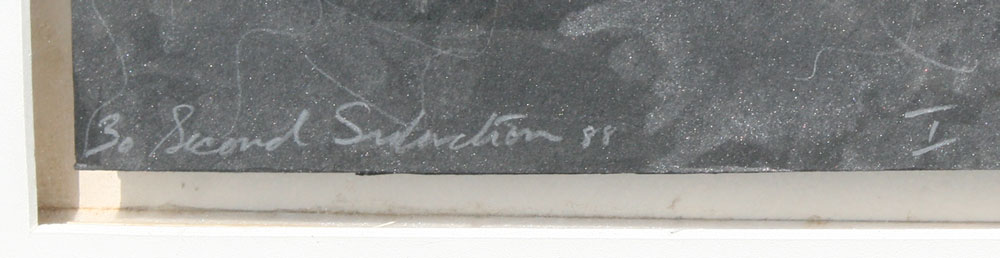 30 Second Seduction 88 I